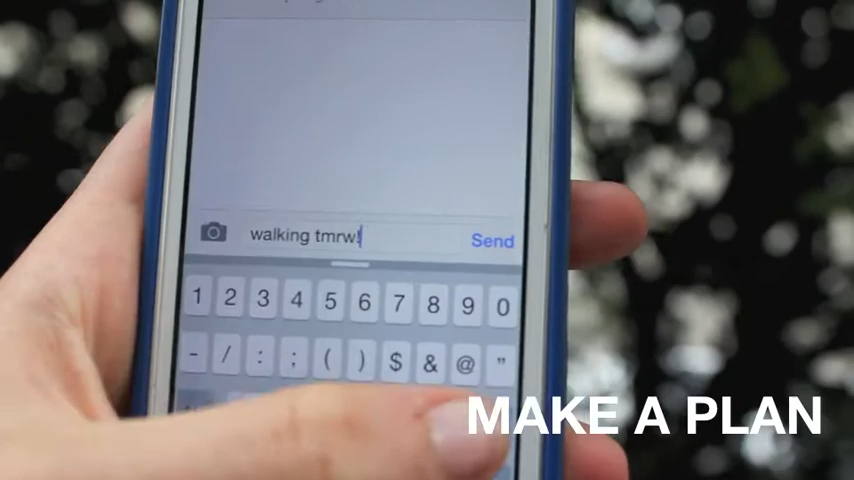 walking tmrw!
Send
1 2 3 4 5 6 7 8 9 0
- / : ; ( ) $ & @ "
MAKE A PLAN